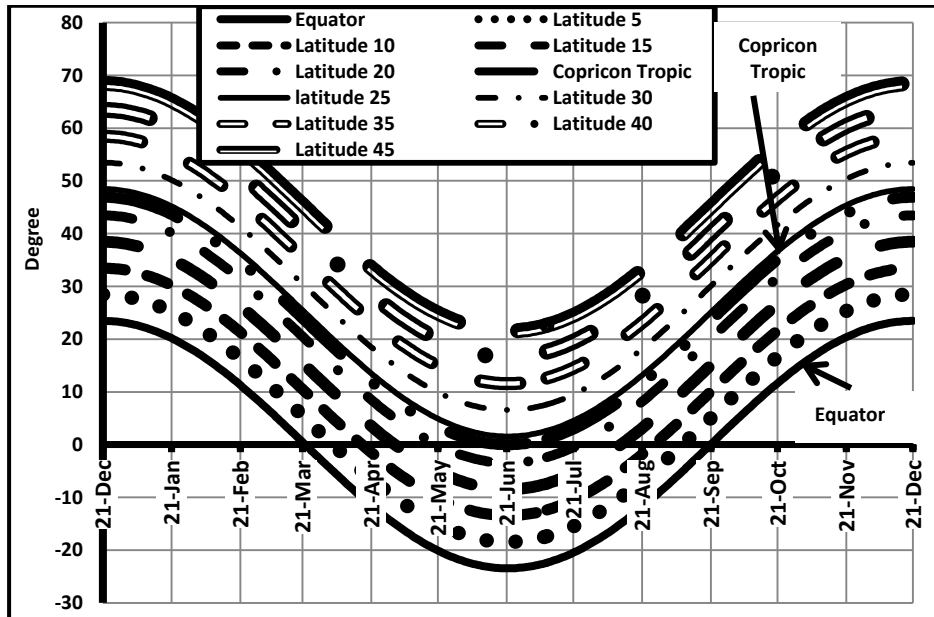 Equator
Latitude 5
Latitude 10
Latitude 15
Latitude 20
Copricon Tropic
latitude 25
Latitude 30
Latitude 35
Latitude 40
Latitude 45
Copricon
Tropic
Equator
Degree
80
70
60
50
40
30
20
10
0
-10
-20
-30
21-Dec
21-Jan
21-Feb
21-Mar
21-Apr
21-May
21-Jun
21-Jul
21-Aug
21-Sep
21-Oct
21-Nov
21-Dec